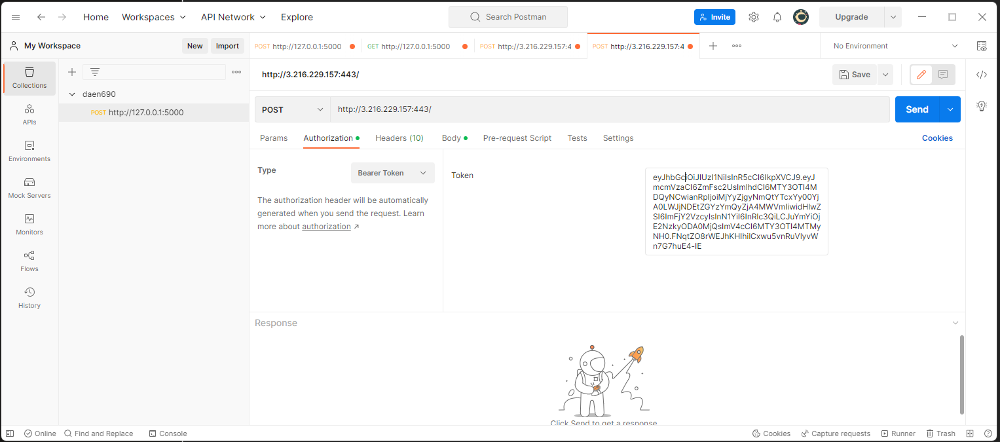 Home
Workspaces
API Network
Explore
Search Postman
Invite
Upgrade
My Workspace
New
Import
POST http://127.0.0.1:5000
GET http://127.0.0.1:5000
POST http://3.216.229.157:4
POST http://3.216.229.157:4
No Environment
Collections
APIs
Environments
Mock Servers
Monitors
Flows
History
daen690
POST http://127.0.0.1:5000
http://3.216.229.157:443/
Save
POST
http://3.216.229.157:443/
Send
Params
Authorization
Headers (10)
Body
Pre-request Script
Tests
Settings
Cookies
Type
Bearer Token
The authorization header will be automatically
generated when you send the request. Learn
more about authorization ↗
Token
Response
Click Send to get a response
Online
Find and Replace
Console
Cookies
Capture requests
Runner
Trash